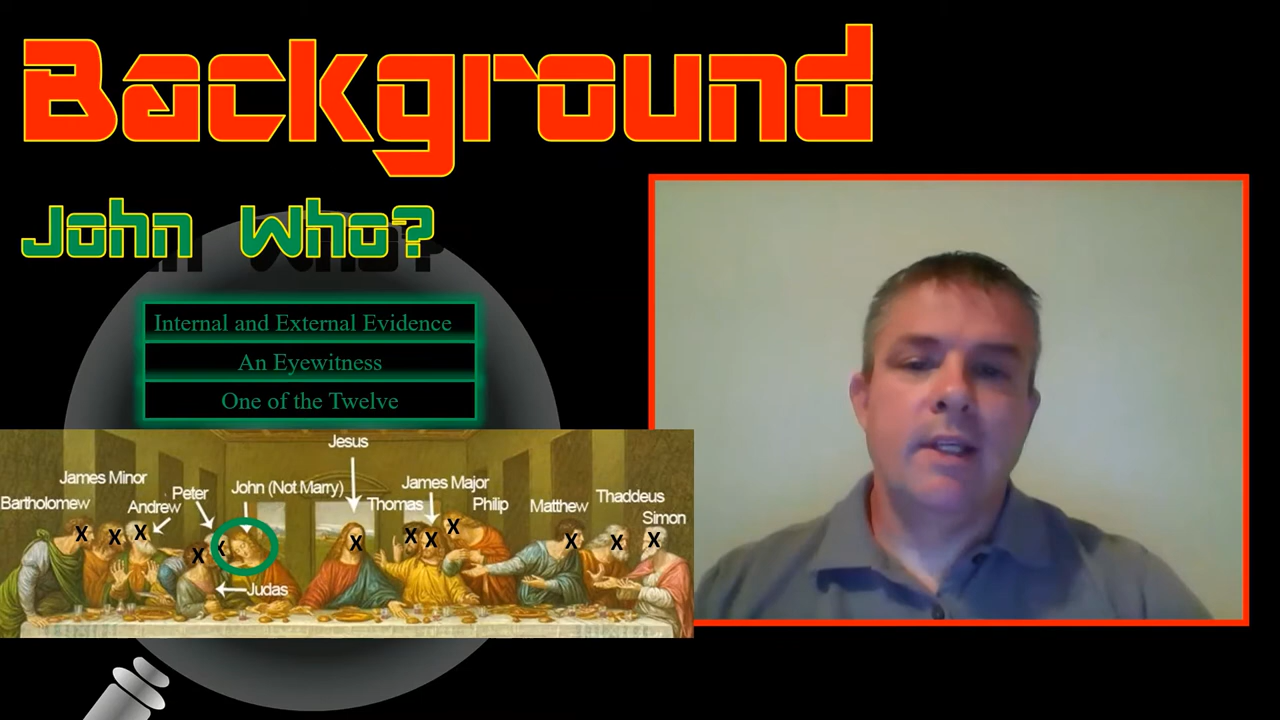 Background
John Who?
Internal and External Evidence
An Eyewitness
One of the Twelve
Jesus
James Minor
James Major
Bartholomew
Andrew
Peter
John (Not Marry)
Thomas
Philip
Matthew
Thaddeus
Simon
X X X X X X X X X X X X
Judas